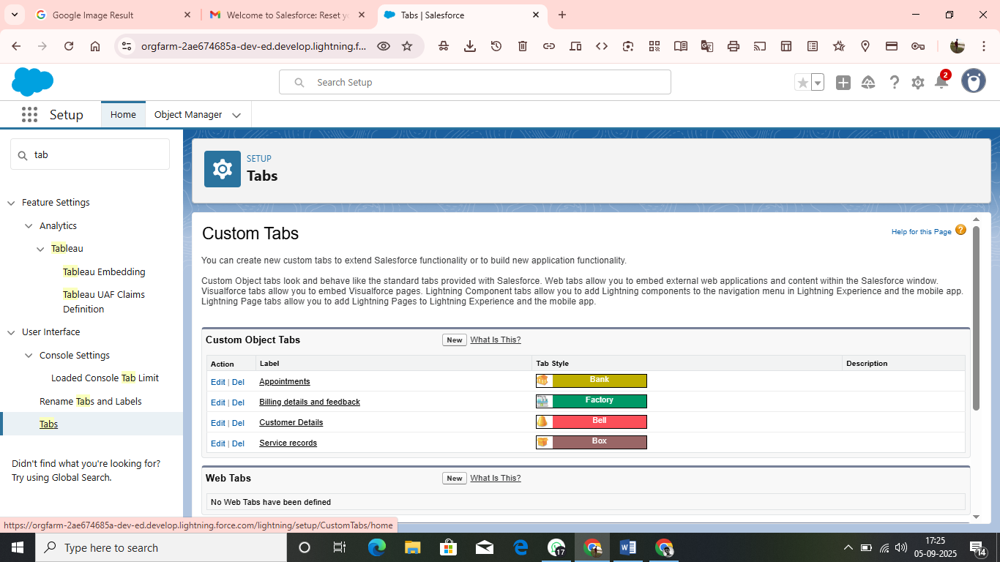 Google Image Result
Welcome to Salesforce: Reset yo
Tabs | Salesforce
orgfarm-2ae674685a-dev-ed.develop.lightning.f...
Search Setup
2
Setup
Home
Object Manager
tab
Feature Settings
Analytics
Tableau
Tableau Embedding
Tableau UAF Claims
Definition
User Interface
Console Settings
Loaded Console Tab Limit
Rename Tabs and Labels
Tabs
Didn't find what you're looking for?
Try using Global Search.
SETUP
Tabs
Custom Tabs
Help for this Page
You can create new custom tabs to extend Salesforce functionality or to build new application functionality.
Custom Object tabs look and behave like the standard tabs provided with Salesforce. Web tabs allow you to embed external web applications and content within the Salesforce window.
Visualforce tabs allow you to embed Visualforce pages. Lightning Component tabs allow you to add Lightning components to the navigation menu in Lightning Experience and the mobile app.
Lightning Page tabs allow you to add Lightning Pages to Lightning Experience and the mobile app.
Custom Object Tabs New What Is This?
Action Label Tab Style Description
Edit | Del Appointments Bank
Edit | Del Billing details and feedback Factory
Edit | Del Customer Details Bell
Edit | Del Service records Box
Web Tabs New What Is This?
No Web Tabs have been defined
https://orgfarm-2ae674685a-dev-ed.develop.lightning.force.com/lightning/setup/CustomTabs/home
Type here to search
17
17:25
05-09-2025
14